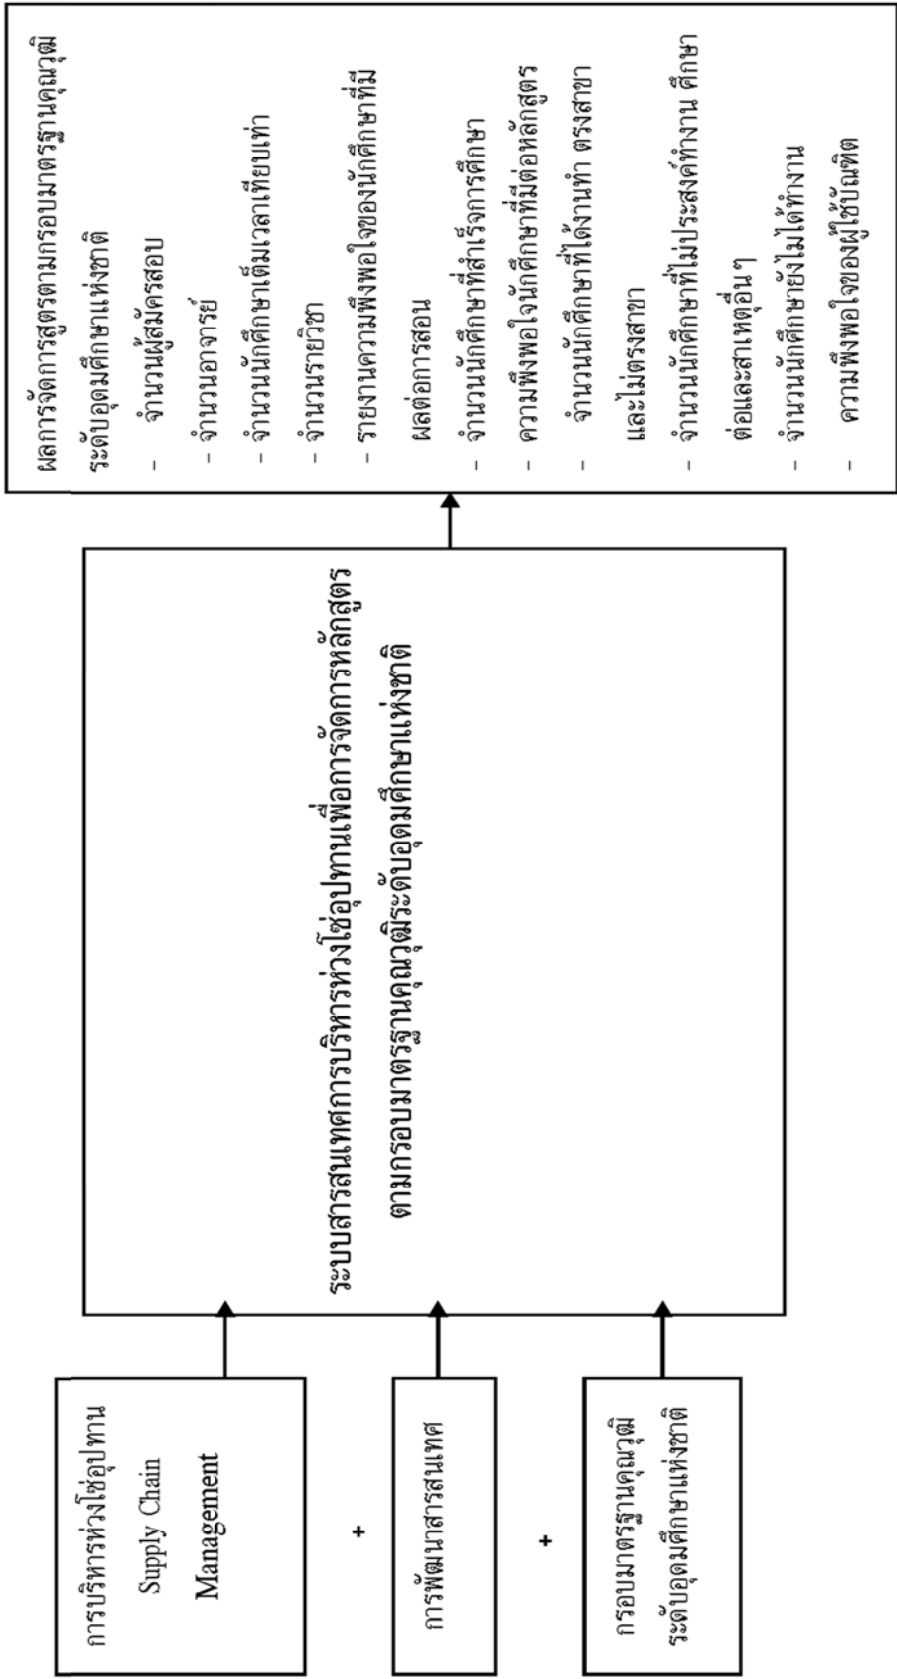 การบริหารห่วงโซ่อุปทาน
Supply Chain
Management
+
การพัฒนาสารสนเทศ
+
กรอบมาตรฐานคุณวุฒิ
ระดับอุดมศึกษาแห่งชาติ
ระบบสารสนเทศการบริหารห่วงโซ่อุปทานเพื่อการจัดการหลักสูตร
ตามกรอบมาตรฐานคุณวุฒิระดับอุดมศึกษาแห่งชาติ
ผลการจัดการสูตรตามกรอบมาตรฐานคุณวุฒิ
ระดับอุดมศึกษาแห่งชาติ
- จำนวนผู้สมัครสอบ
- จำนวนอาจารย์
- จำนวนนักศึกษาเต็มเวลาเทียบเท่า
- จำนวนรายวิชา
- รายงานความพึงพอใจของนักศึกษาที่มี
ผลต่อการสอน
- จำนวนนักศึกษาที่สำเร็จการศึกษา
- ความพึงพอใจนักศึกษาที่มีต่อหลักสูตร
- จำนวนนักศึกษาที่ได้งานทำ ตรงสาขา
และไม่ตรงสาขา
- จำนวนนักศึกษาที่ไม่ประสงค์ทำงาน ศึกษา
ต่อและสาเหตุอื่น ๆ
- จำนวนนักศึกษายังไม่ได้ทำงาน
- ความพึงพอใจของผู้ใช้บัณฑิต